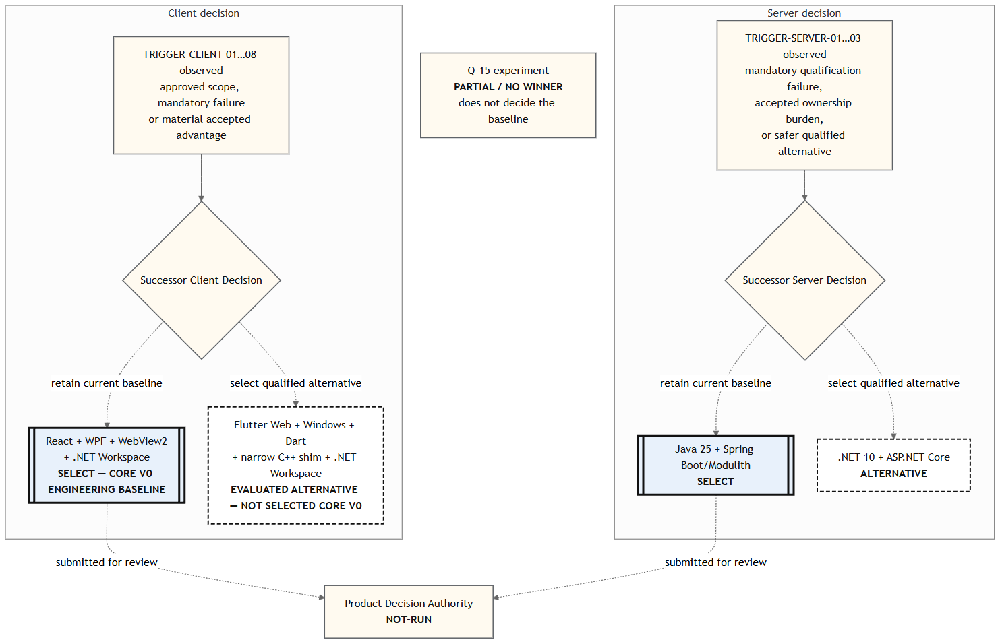 Client decision
TRIGGER-CLIENT-01…08
observed
approved scope,
mandatory failure
or material accepted
advantage
Successor Client Decision
retain current baseline
select qualified alternative
React + WPF + WebView2
+ .NET Workspace
SELECT — CORE V0
ENGINEERING BASELINE
Flutter Web + Windows +
Dart
+ narrow C++ shim + .NET
Workspace
EVALUATED ALTERNATIVE
— NOT SELECTED CORE V0
submitted for review
Q-15 experiment
PARTIAL / NO WINNER
does not decide the
baseline
Server decision
TRIGGER-SERVER-01…03
observed
mandatory qualification
failure,
accepted ownership
burden,
or safer qualified
alternative
Successor Server Decision
retain current baseline
select qualified alternative
Java 25 + Spring
Boot/Modulith
SELECT
.NET 10 + ASP.NET Core
ALTERNATIVE
submitted for review
Product Decision Authority
NOT-RUN